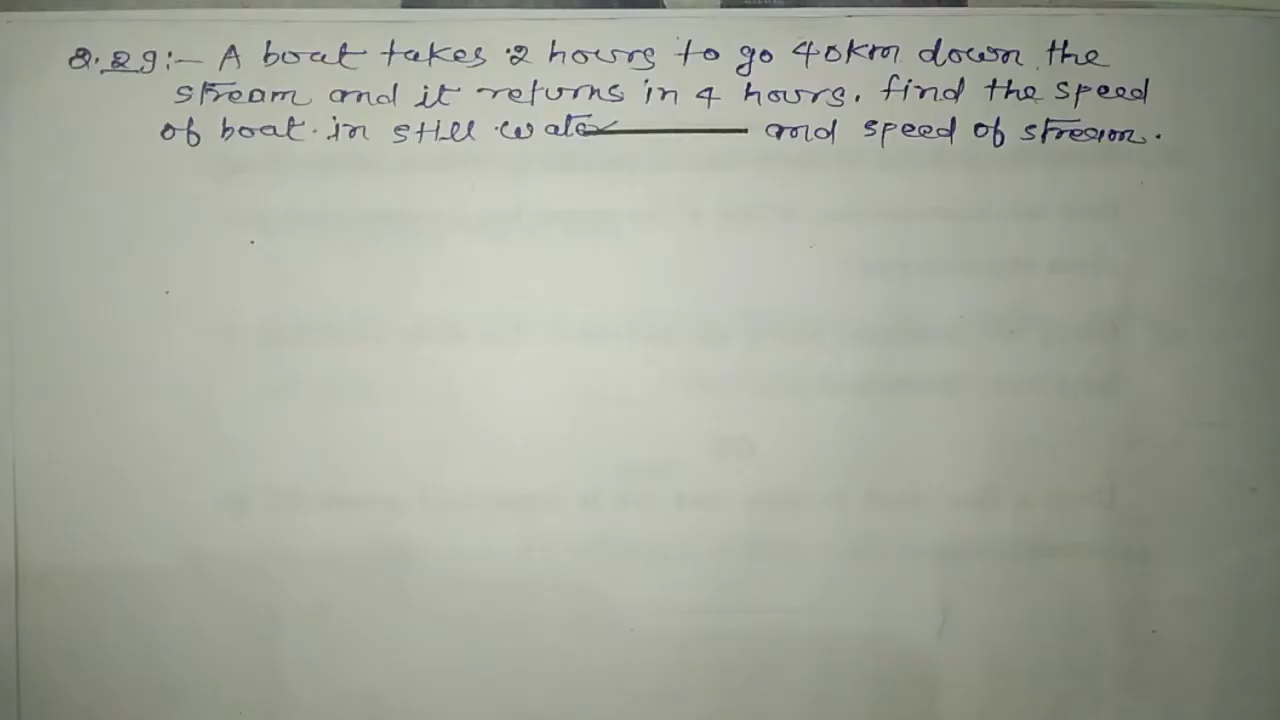 Q.29:- A boat takes 2 hours to go 40km down the
stream and it returns in 4 hours. find the speed
of boat in still water and speed of stream.